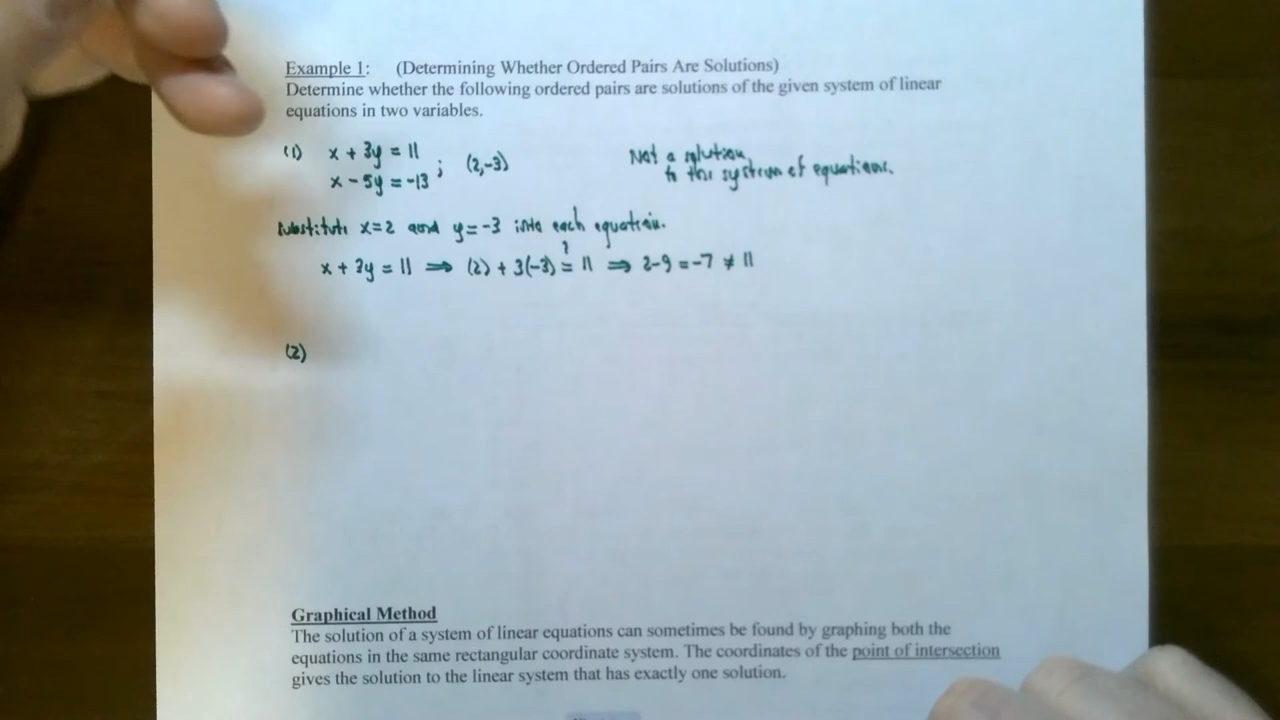 Example 1: (Determining Whether Ordered Pairs Are Solutions)
Determine whether the following ordered pairs are solutions of the given system of linear
equations in two variables.
(1) x + 3y = 11
x - 5y = -13 ; (2,-3)
Not a solution
to the system of equations.
Substitute x=2 and y=-3 into each equation.
x + 3y = 11 ⇒ (2) + 3(-3) ?= 11 ⇒ 2-9 = -7 ≠ 11
(2)
Graphical Method
The solution of a system of linear equations can sometimes be found by graphing both the
equations in the same rectangular coordinate system. The coordinates of the point of intersection
gives the solution to the linear system that has exactly one solution.